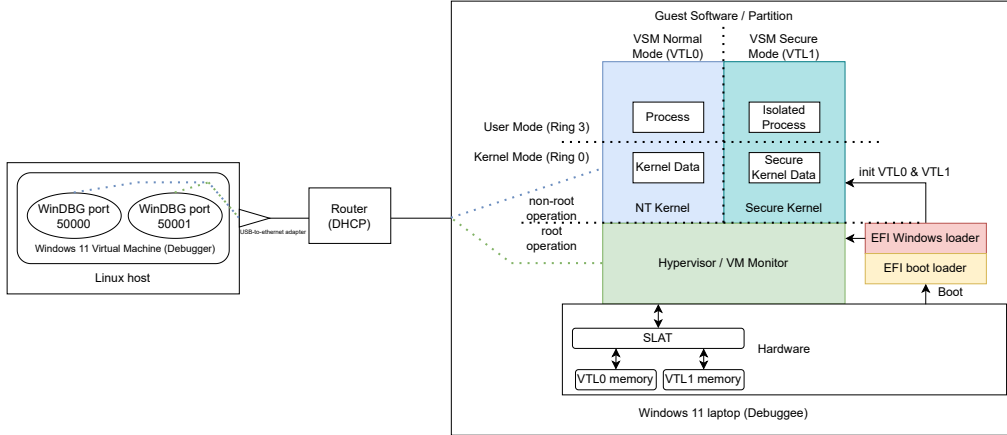 Guest Software / Partition
VSM Normal
Mode (VTL0)
VSM Secure
Mode (VTL1)
Process
Isolated
Process
User Mode (Ring 3)
Kernel Mode (Ring 0)
Kernel Data
Secure
Kernel Data
init VTL0 & VTL1
WinDBG port
50000
WinDBG port
50001
Windows 11 Virtual Machine (Debugger)
Linux host
USB-to-ethernet adapter
Router
(DHCP)
non-root
operation
root
operation
NT Kernel
Secure Kernel
Hypervisor / VM Monitor
EFI Windows loader
EFI boot loader
Boot
SLAT
Hardware
VTL0 memory
VTL1 memory
Windows 11 laptop (Debuggee)